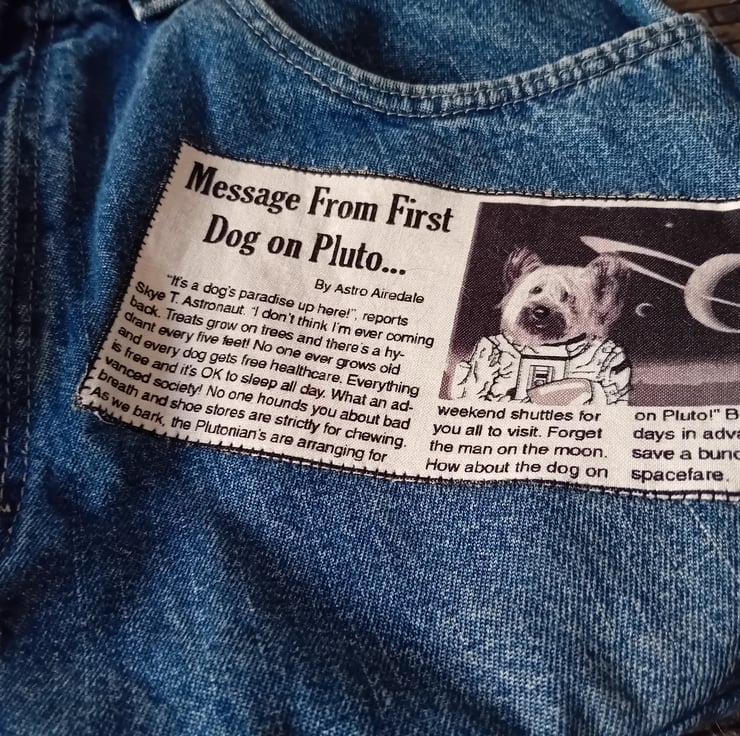 Message From First
Dog on Pluto...
By Astro Airedale
"It's a dog's paradise up here!", reports
Skye T. Astronaut. "I don't think I'm ever coming
back. Treats grow on trees and there's a hy-
drant every five feet! No one ever grows old
and every dog gets free healthcare. Everything
is free and it's OK to sleep all day. What an ad-
vanced society! No one hounds you about bad
breath and shoe stores are strictly for chewing.
As we bark, the Plutonian's are arranging for
weekend shuttles for
you all to visit. Forget
the man on the moon.
How about the dog on
on Pluto!" B
days in adva
save a bunc
spacefare.